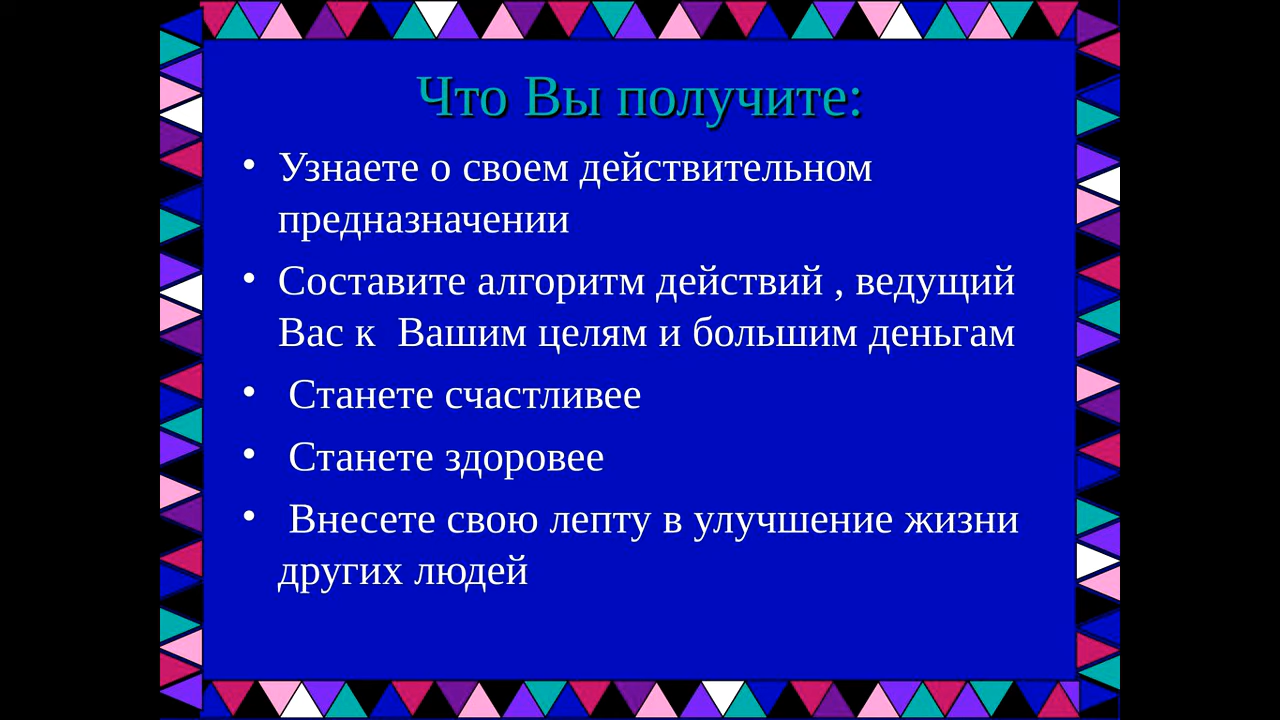 Что Вы получите:
• Узнаете о своем действительном
предназначении
• Составите алгоритм действий , ведущий
Вас к  Вашим целям и большим деньгам
•  Станете счастливее
•  Станете здоровее
•  Внесете свою лепту в улучшение жизни
других людей